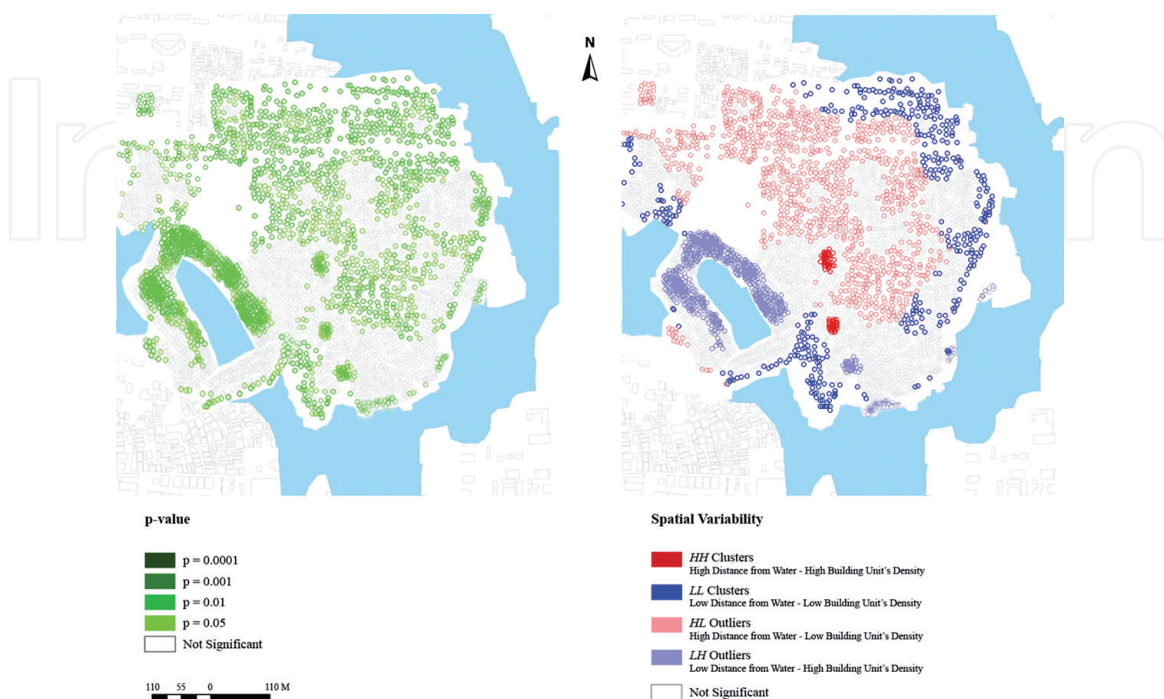 N
p-value
p = 0.0001
p = 0.001
p = 0.01
p = 0.05
Not Significant
110 55 0 110 M
Spatial Variability
HH Clusters
High Distance from Water - High Building Unit's Density
LL Clusters
Low Distance from Water - Low Building Unit's Density
HL Outliers
High Distance from Water - Low Building Unit's Density
LH Outliers
Low Distance from Water - High Building Unit's Density
Not Significant